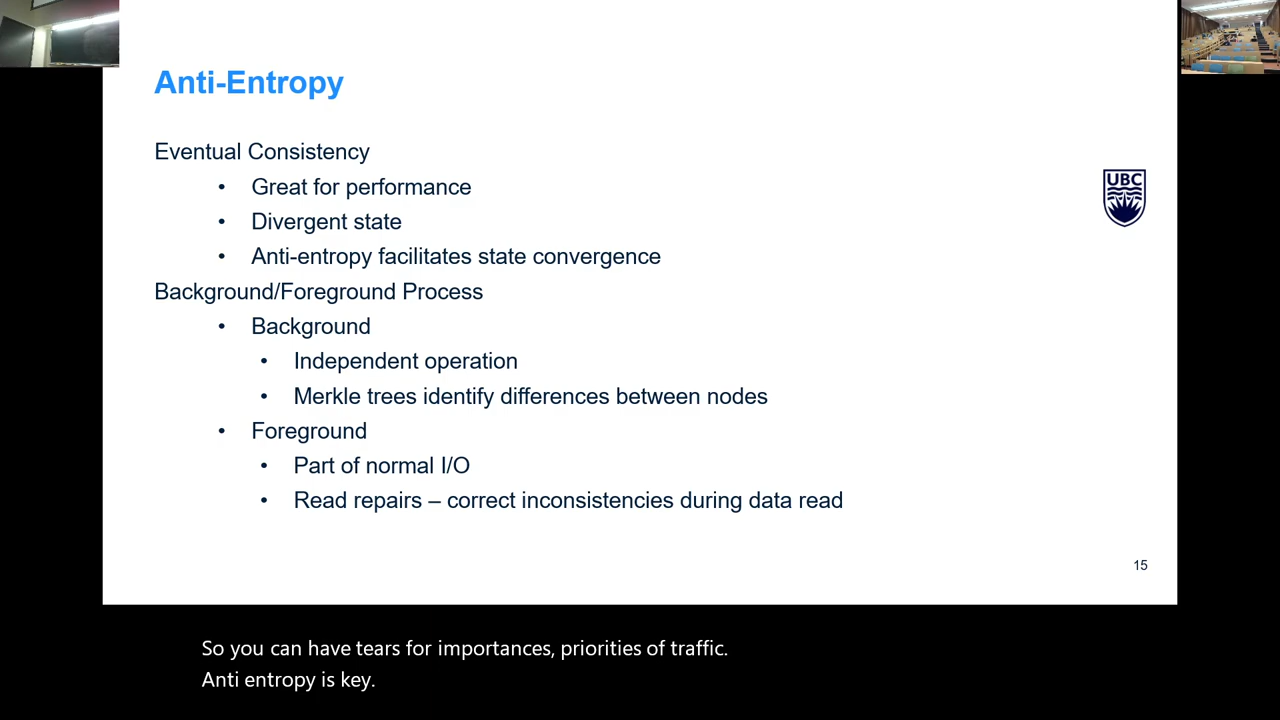 Anti-Entropy
Eventual Consistency
• Great for performance
• Divergent state
• Anti-entropy facilitates state convergence
Background/Foreground Process
• Background
• Independent operation
• Merkle trees identify differences between nodes
• Foreground
• Part of normal I/O
• Read repairs – correct inconsistencies during data read
UBC
15
So you can have tears for importances, priorities of traffic.
Anti entropy is key.